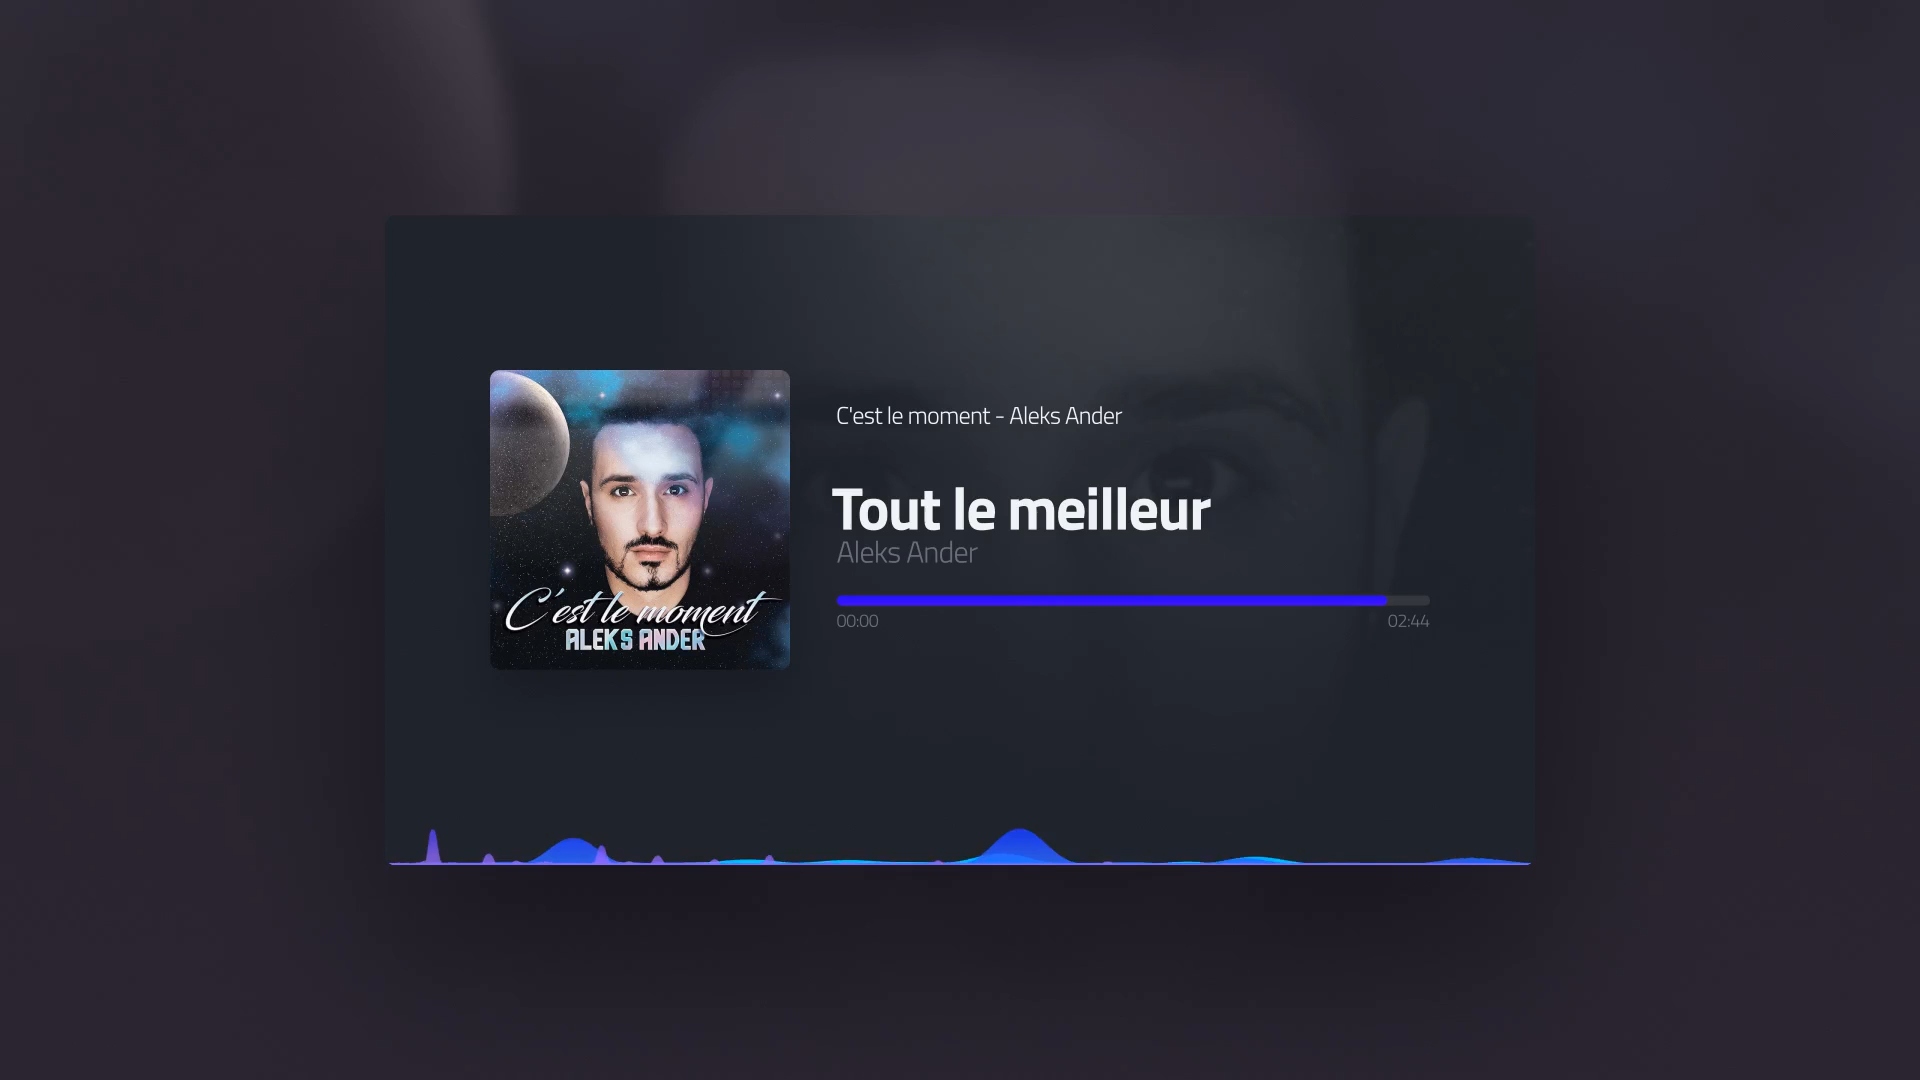 C'est le moment
ALEKS ANDER
C'est le moment - Aleks Ander
Tout le meilleur
Aleks Ander
00:00
02:44